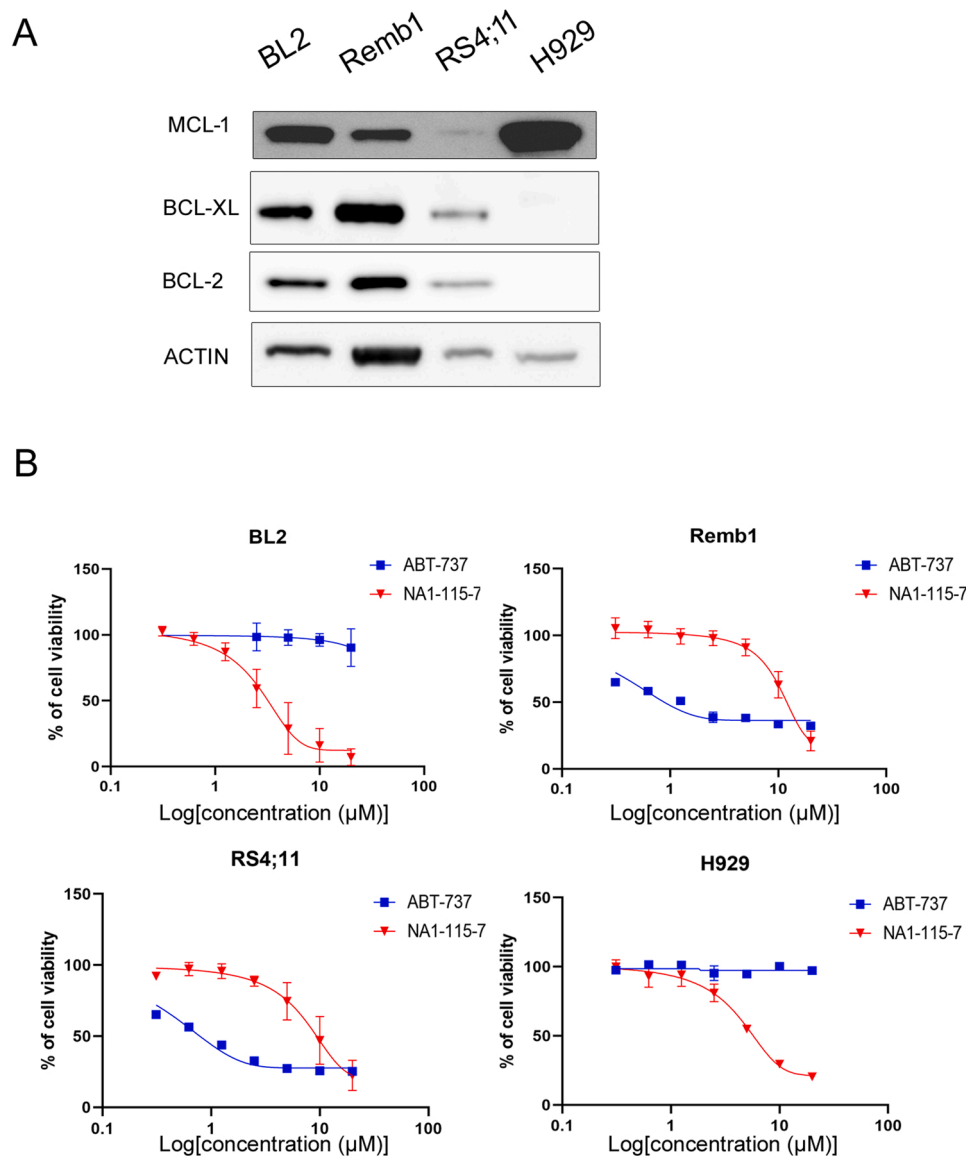 A
BL2 Remb1 RS4;11 H929
MCL-1
BCL-XL
BCL-2
ACTIN
B
BL2
ABT-737
NA1-115-7
% of cell viability
150
100
50
0
0.1 1 10 100
Log[concentration (µM)]
Remb1
ABT-737
NA1-115-7
% of cell viability
150
100
50
0
0.1 1 10 100
Log[concentration (µM)]
RS4;11
ABT-737
NA1-115-7
% of cell viability
150
100
50
0
0.1 1 10 100
Log[concentration (µM)]
H929
ABT-737
NA1-115-7
% of cell viability
150
100
50
0
0.1 1 10 100
Log[concentration (µM)]